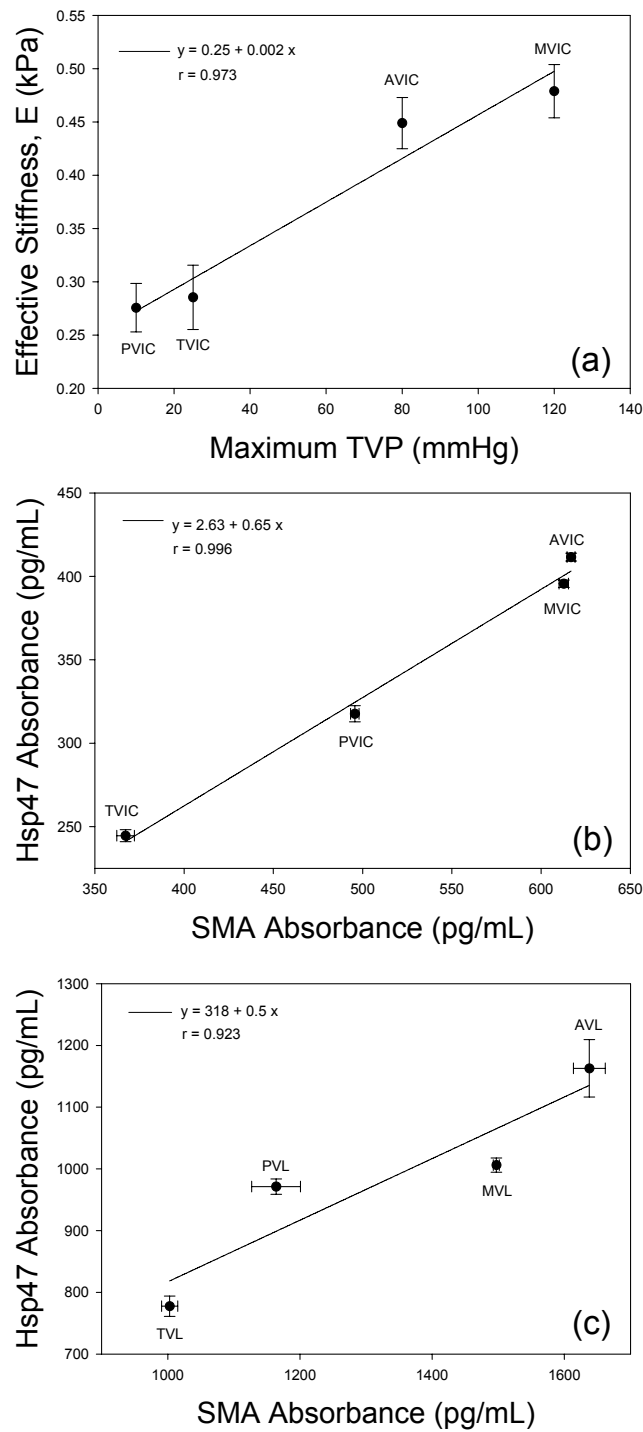 0.55
0.50
0.45
0.40
0.35
0.30
0.25
0.20
Effective Stiffness, E (kPa)
y = 0.25 + 0.002 x
r = 0.973
MVIC
AVIC
PVIC
TVIC
(a)
0 20 40 60 80 100 120 140
Maximum TVP (mmHg)
450
400
350
300
250
Hsp47 Absorbance (pg/mL)
y = 2.63 + 0.65 x
r = 0.996
AVIC
MVIC
PVIC
TVIC
(b)
350 400 450 500 550 600 650
SMA Absorbance (pg/mL)
1300
1200
1100
1000
900
800
700
Hsp47 Absorbance (pg/mL)
y = 318 + 0.5 x
r = 0.923
AVL
PVL
MVL
TVL
(c)
1000 1200 1400 1600
SMA Absorbance (pg/mL)